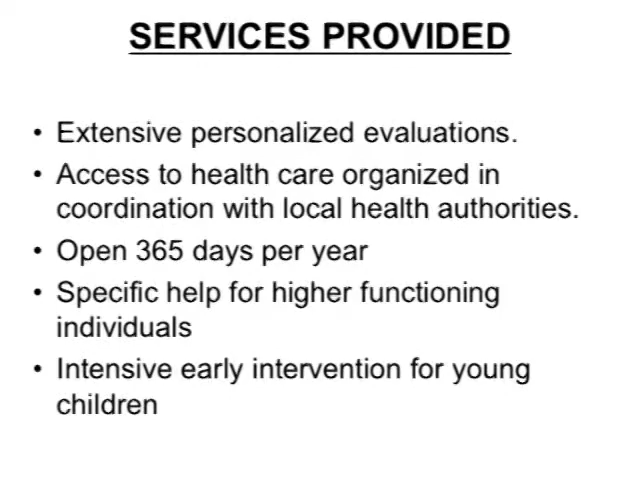 SERVICES PROVIDED
• Extensive personalized evaluations.
• Access to health care organized in
coordination with local health authorities.
• Open 365 days per year
• Specific help for higher functioning
individuals
• Intensive early intervention for young
children